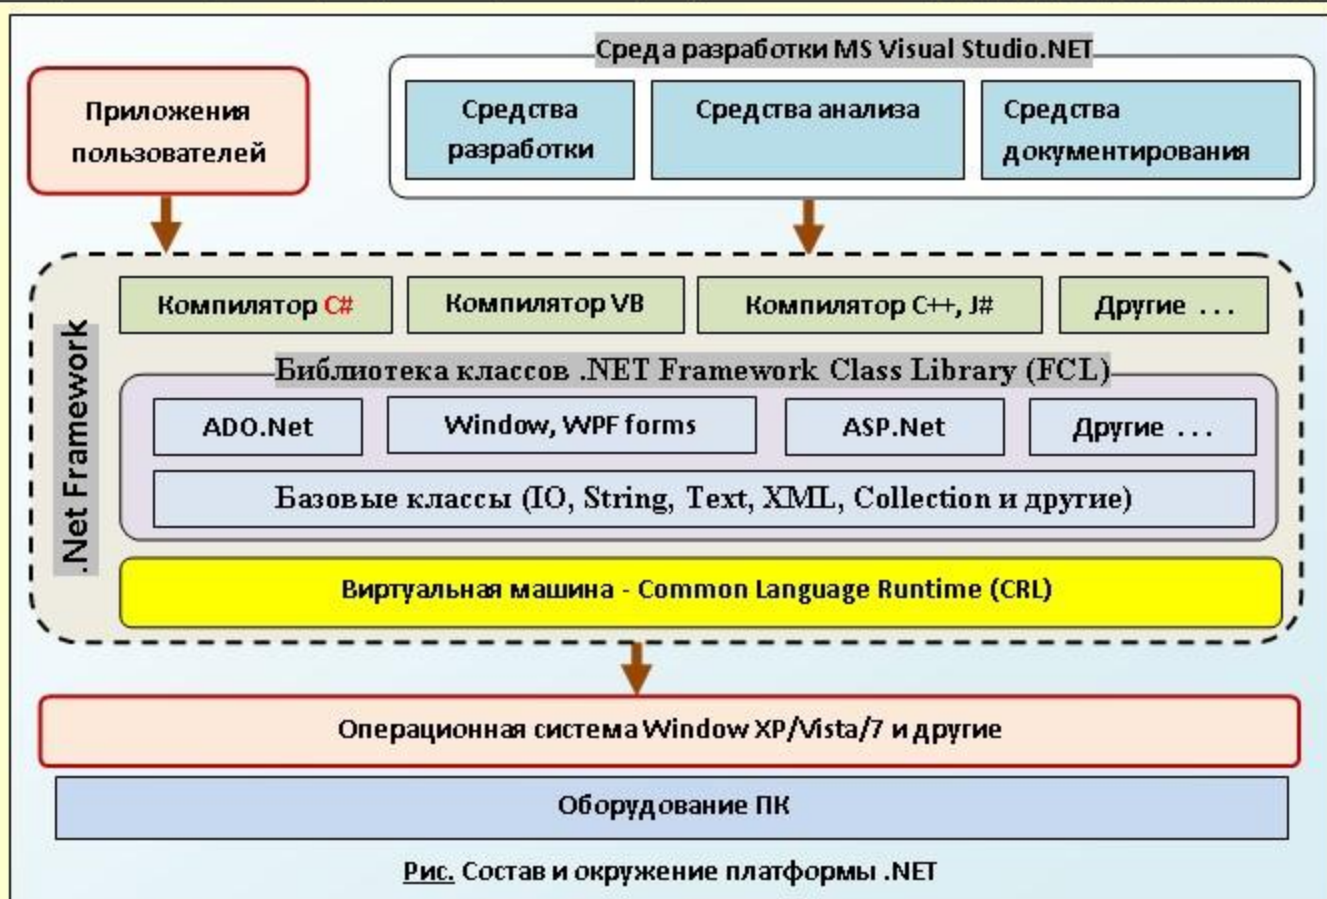 Среда разработки MS Visual Studio.NET
Приложения
пользователей
Средства
разработки
Средства анализа
Средства
документирования
.Net Framework
Компилятор C#
Компилятор VB
Компилятор C++, J#
Другие ...
Библиотека классов .NET Framework Class Library (FCL)
ADO.Net
Window, WPF forms
ASP.Net
Другие ...
Базовые классы (IO, String, Text, XML, Collection и другие)
Виртуальная машина - Common Language Runtime (CRL)
Операционная система Window XP/Vista/7 и другие
Оборудование ПК
Рис. Состав и окружение платформы .NET